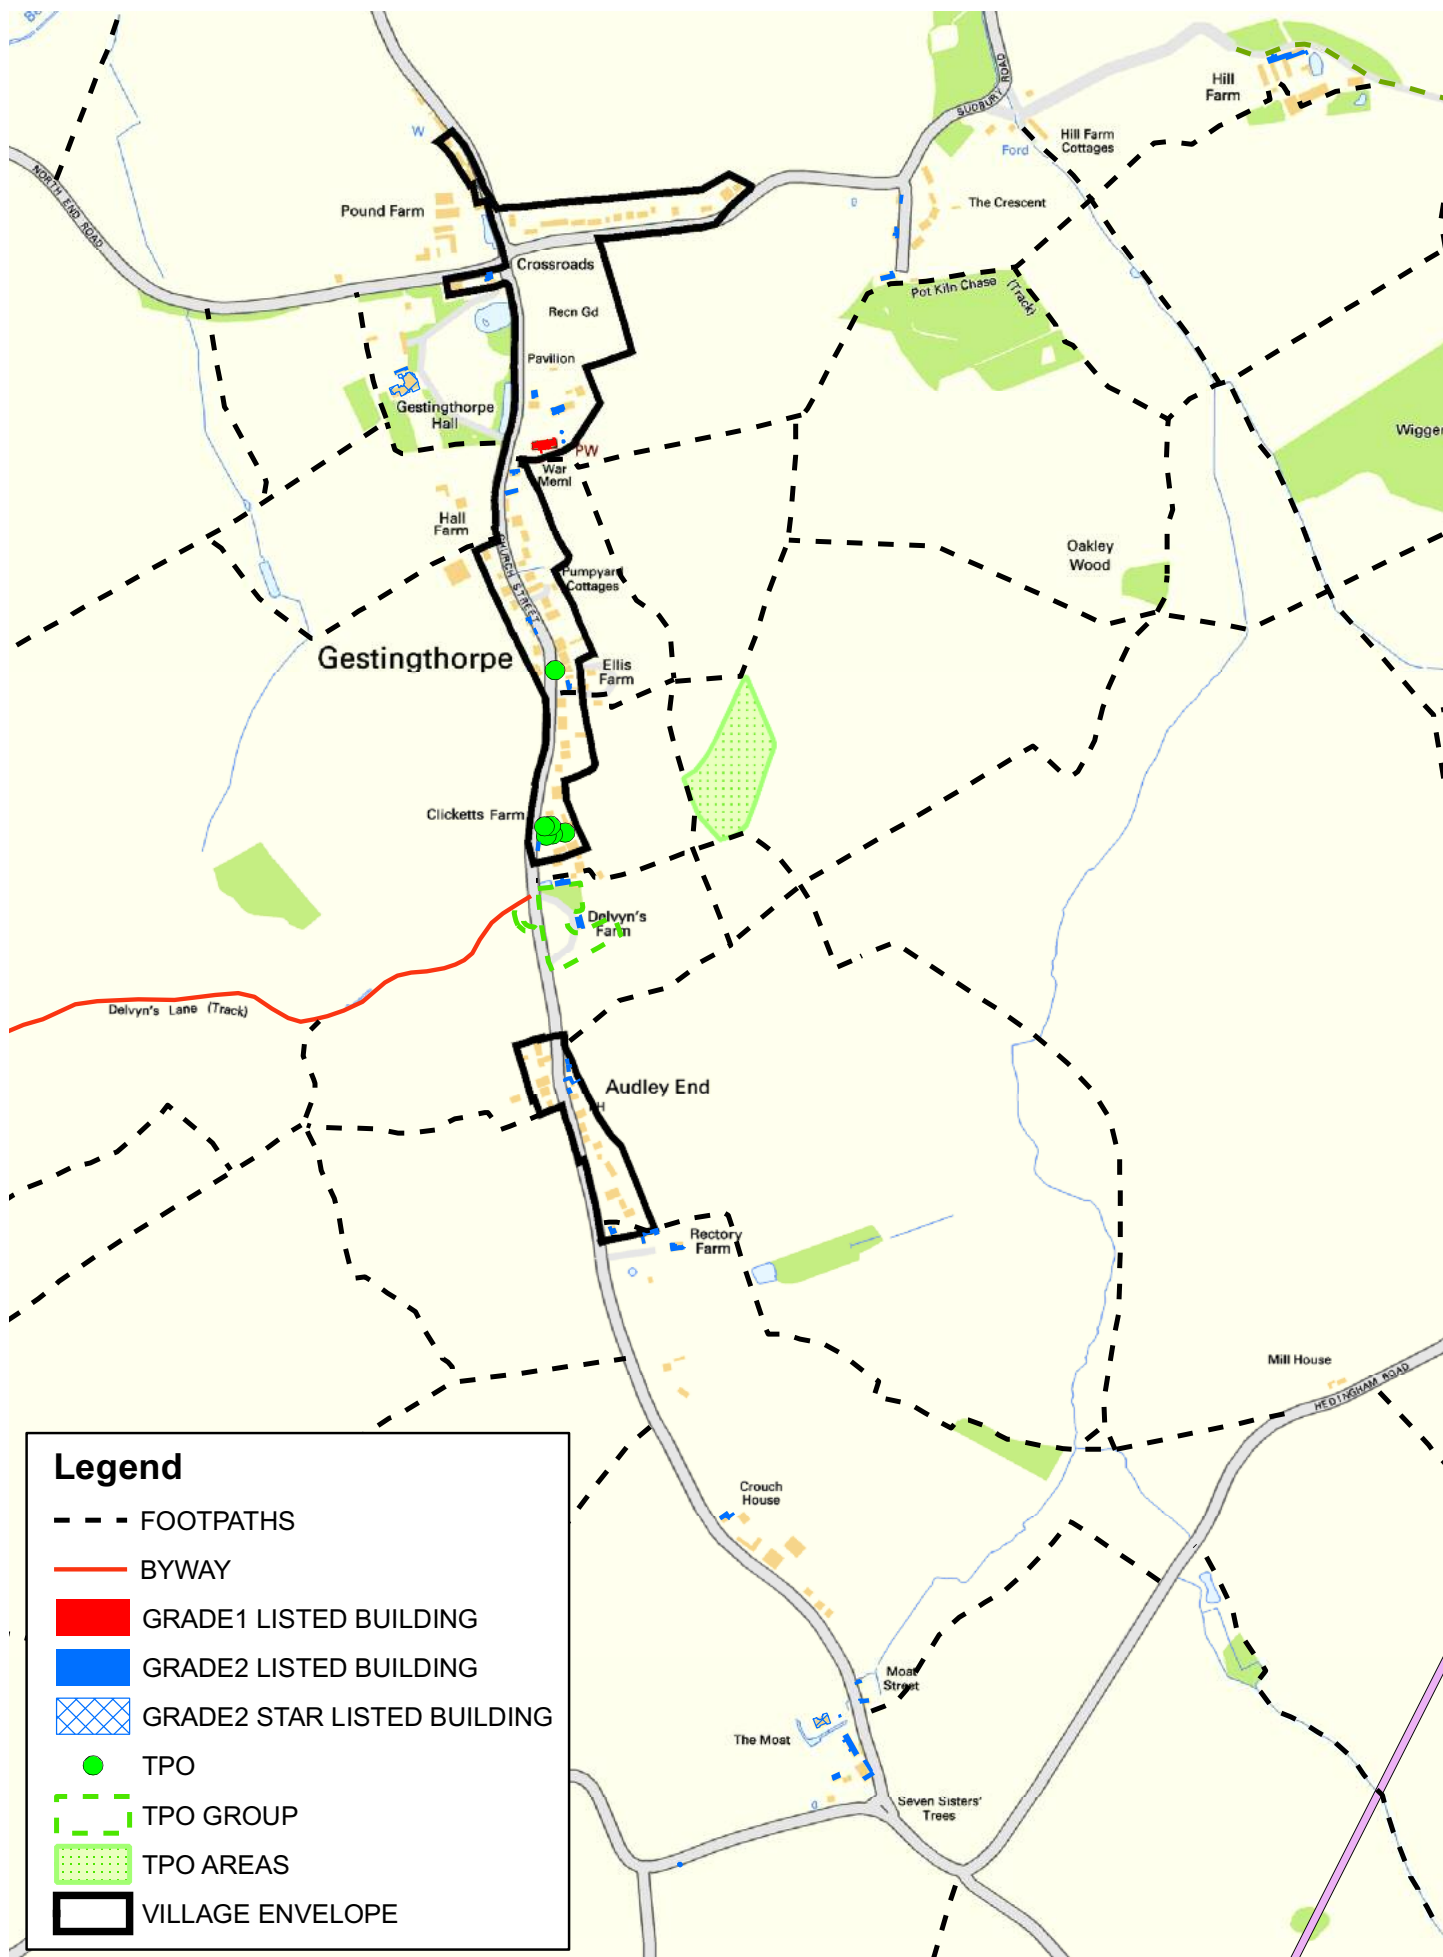 SUDBURY ROAD
Hill
Farm
Hill Farm
Cottages
Ford
W
NORTH END ROAD
Pound Farm
The Crescent
Crossroads
Pot Kiln Chase
(Track)
Recn Gd
Pavilion
Gestingthorpe
Hall
PW
War
Meml
Hall
Farm
CHURCH STREET
Pumpyard
Cottages
Oakley
Wood
Gestingthorpe
Ellis
Farm
Clicketts Farm
Delvyn's
Farm
Delvyn's Lane (Track)
Audley End
Rectory
Farm
Mill House
HEDINGHAM ROAD
Crouch
House
Moat
Street
The Moat
Seven Sisters'
Trees
Legend
FOOTPATHS
BYWAY
GRADE1 LISTED BUILDING
GRADE2 LISTED BUILDING
GRADE2 STAR LISTED BUILDING
TPO
TPO GROUP
TPO AREAS
VILLAGE ENVELOPE